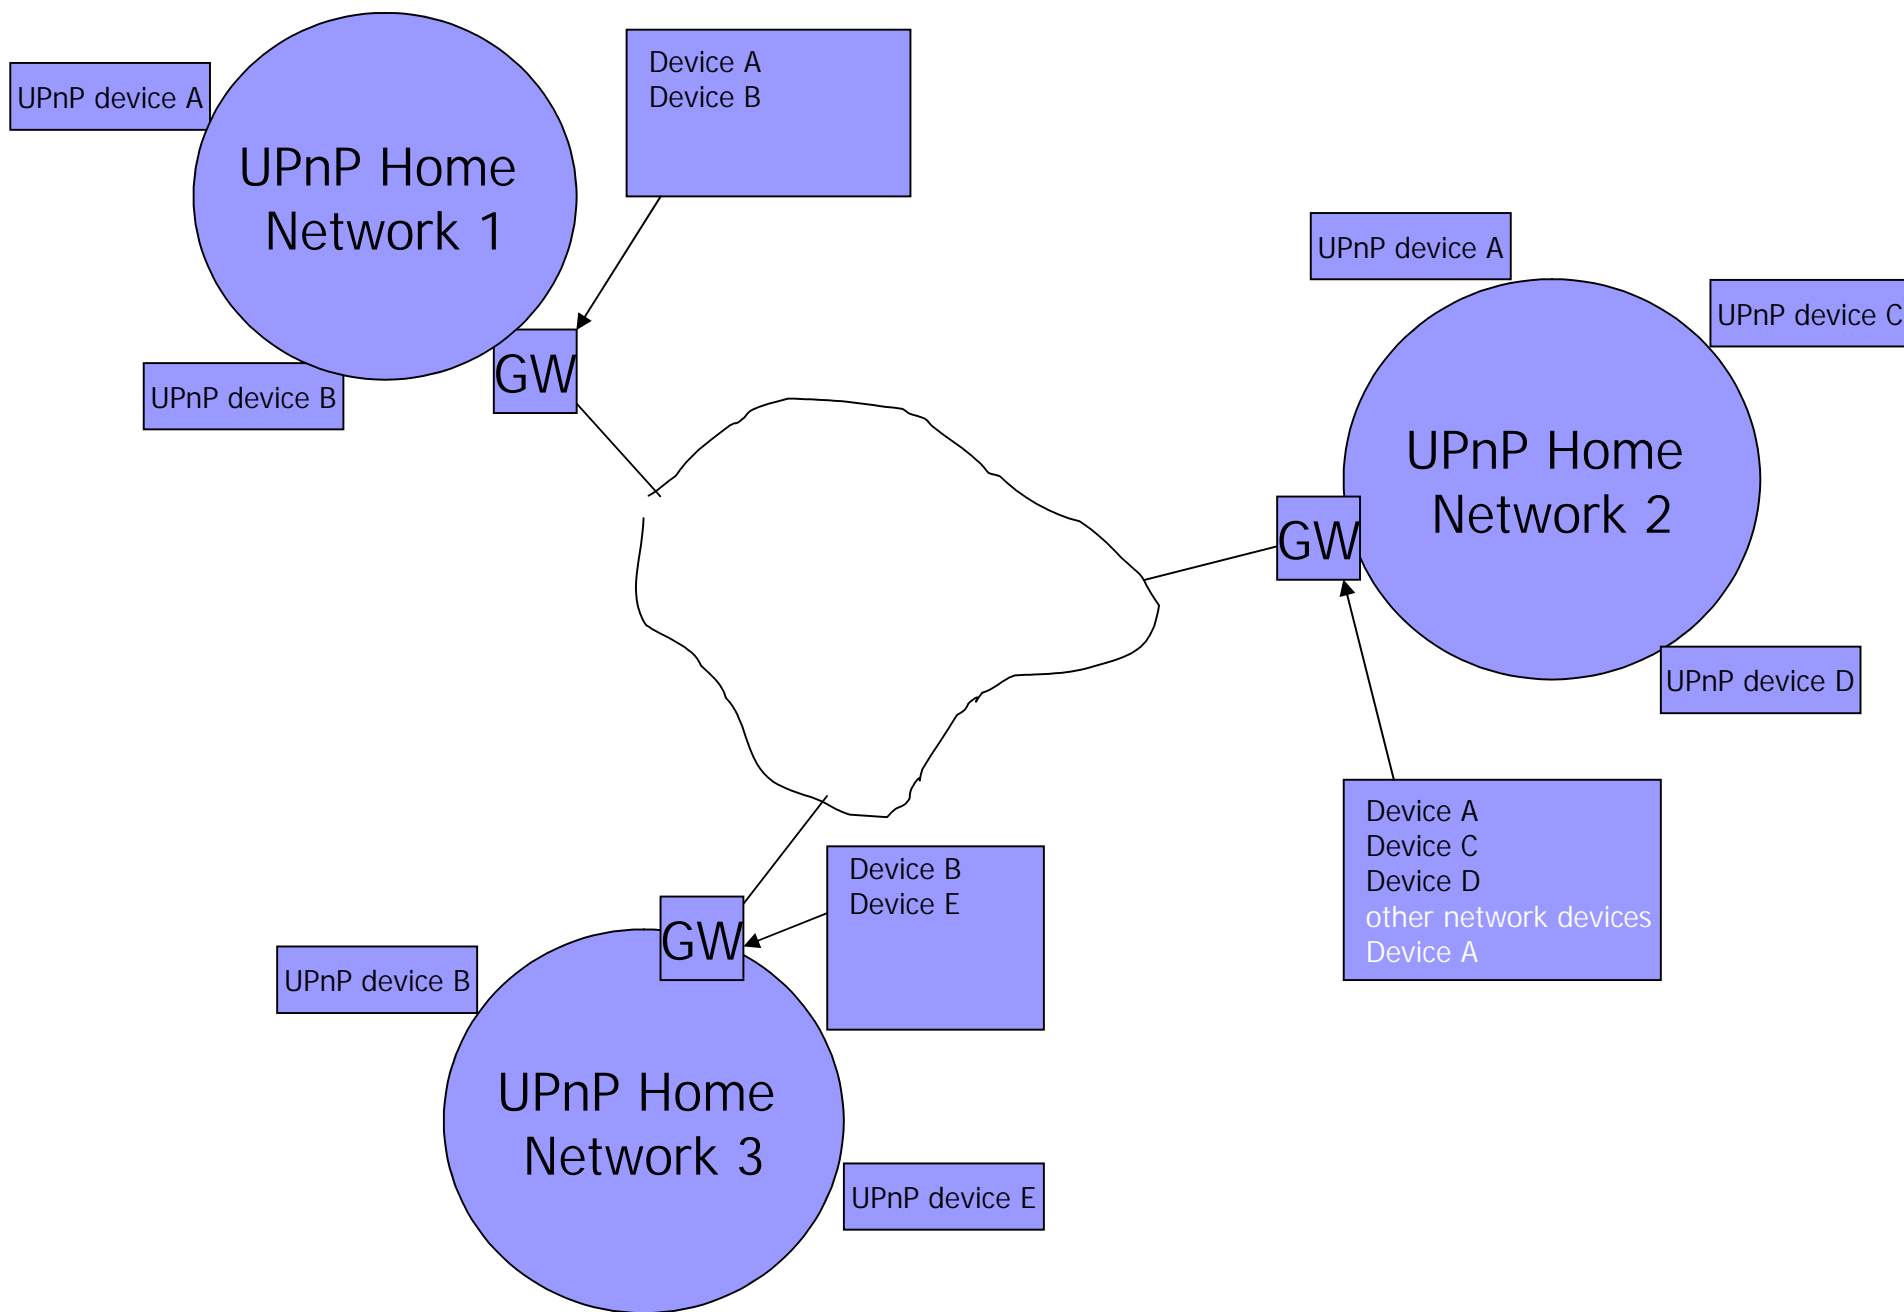 UPnP device A
UPnP Home
Network 1
UPnP device B
GW
Device A
Device B
UPnP device A
UPnP device C
UPnP Home
Network 2
GW
UPnP device D
Device A
Device C
Device D
other network devices
Device A
Device B
Device E
GW
UPnP device B
UPnP Home
Network 3
UPnP device E